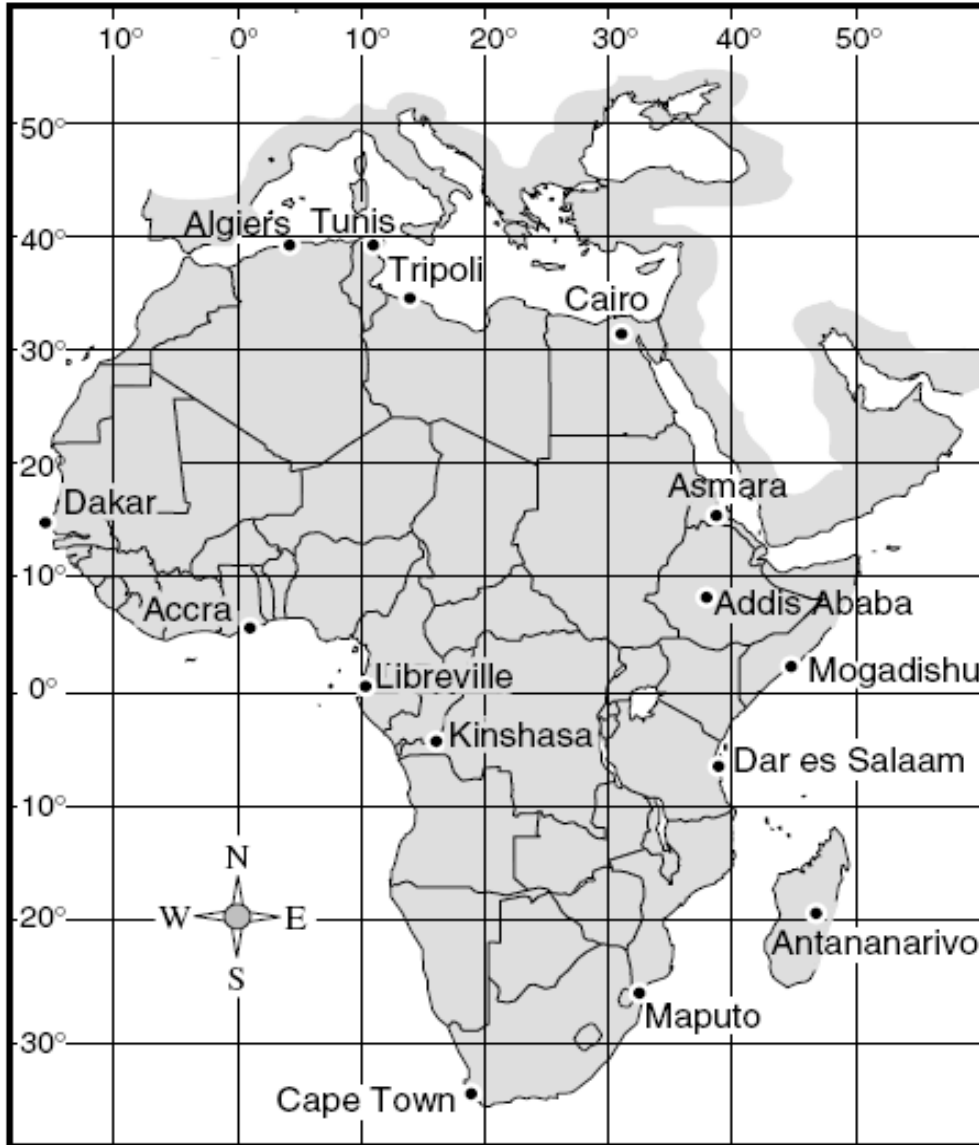 10° 0° 10° 20° 30° 40° 50°
50°
Algiers Tunis
40°
Tripoli
Cairo
30°
20°
Asmara
Dakar
10°
Accra
Addis Ababa
Libreville
Mogadishu
0°
Kinshasa
Dar es Salaam
10°
N
W E
20°
S
Antananarivo
Maputo
30°
Cape Town